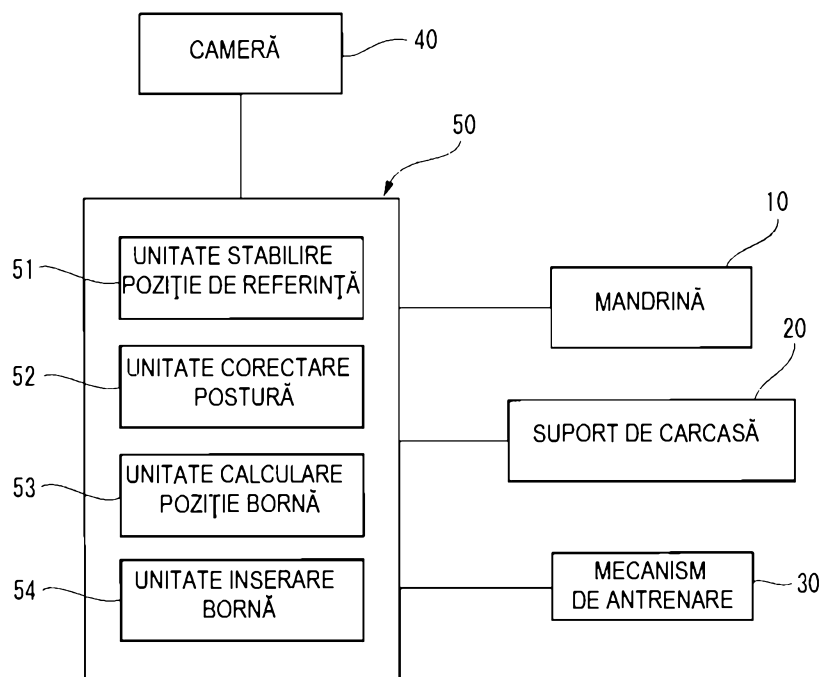 CAMERĂ
40
50
51
UNITATE STABILIRE
POZIŢIE DE REFERINŢĂ
10
MANDRINĂ
52
UNITATE CORECTARE
POSTURĂ
20
SUPORT DE CARCASĂ
53
UNITATE CALCULARE
POZIŢIE BORNĂ
54
UNITATE INSERARE
BORNĂ
MECANISM
DE ANTRENARE
30